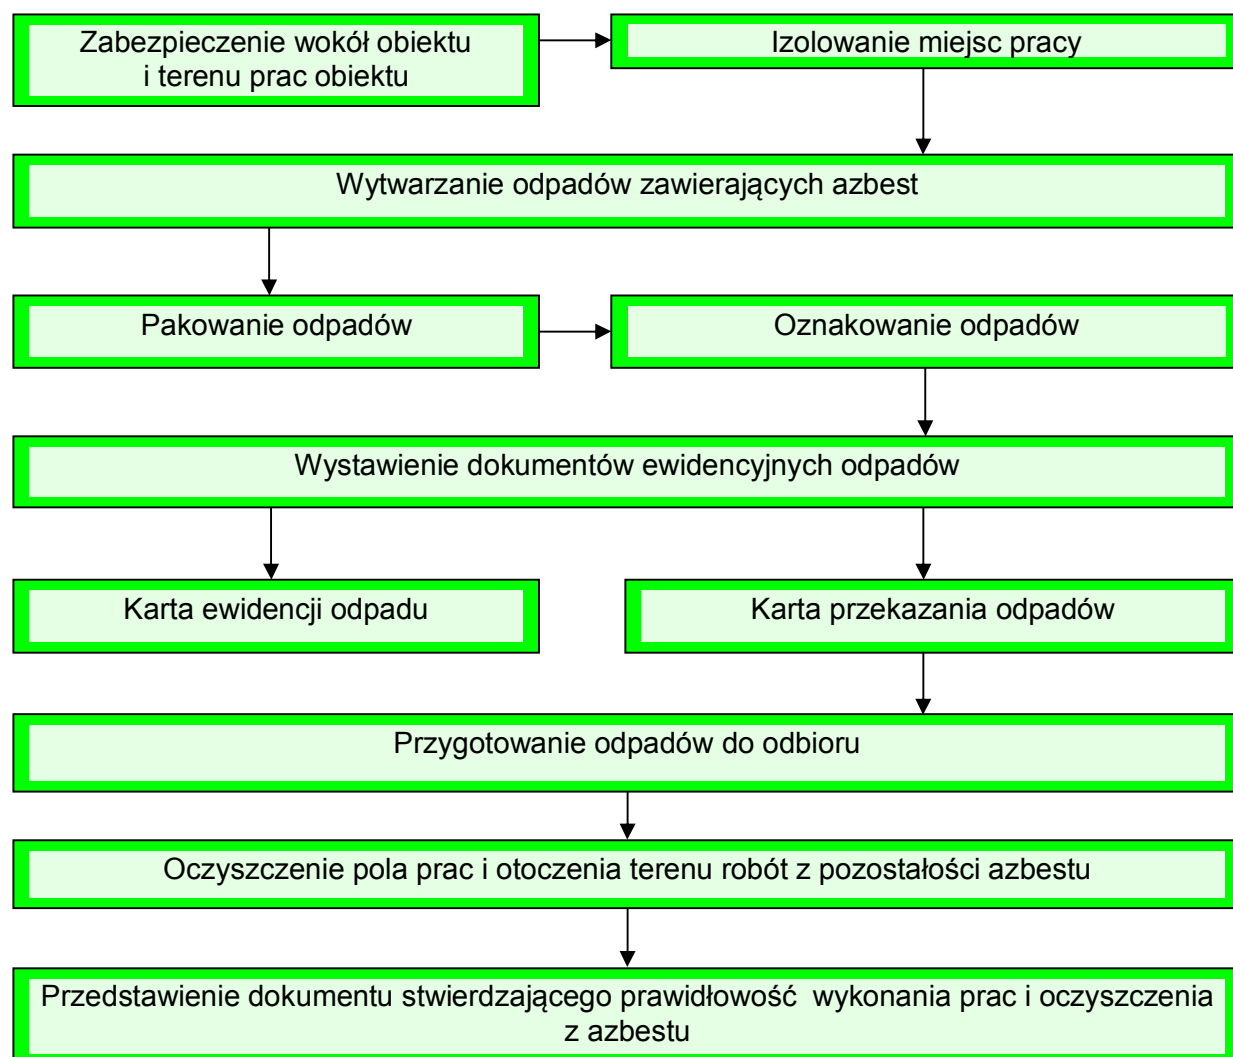 Zabezpieczenie wokół obiektu
i terenu prac obiektu
Izolowanie miejsc pracy
Wytwarzanie odpadów zawierających azbest
Pakowanie odpadów
Oznakowanie odpadów
Wystawienie dokumentów ewidencyjnych odpadów
Karta ewidencji odpadu
Karta przekazania odpadów
Przygotowanie odpadów do odbioru
Oczyszczenie pola prac i otoczenia terenu robót z pozostałości azbestu
Przedstawienie dokumentu stwierdzającego prawidłowość wykonania prac i oczyszczenia
z azbestu